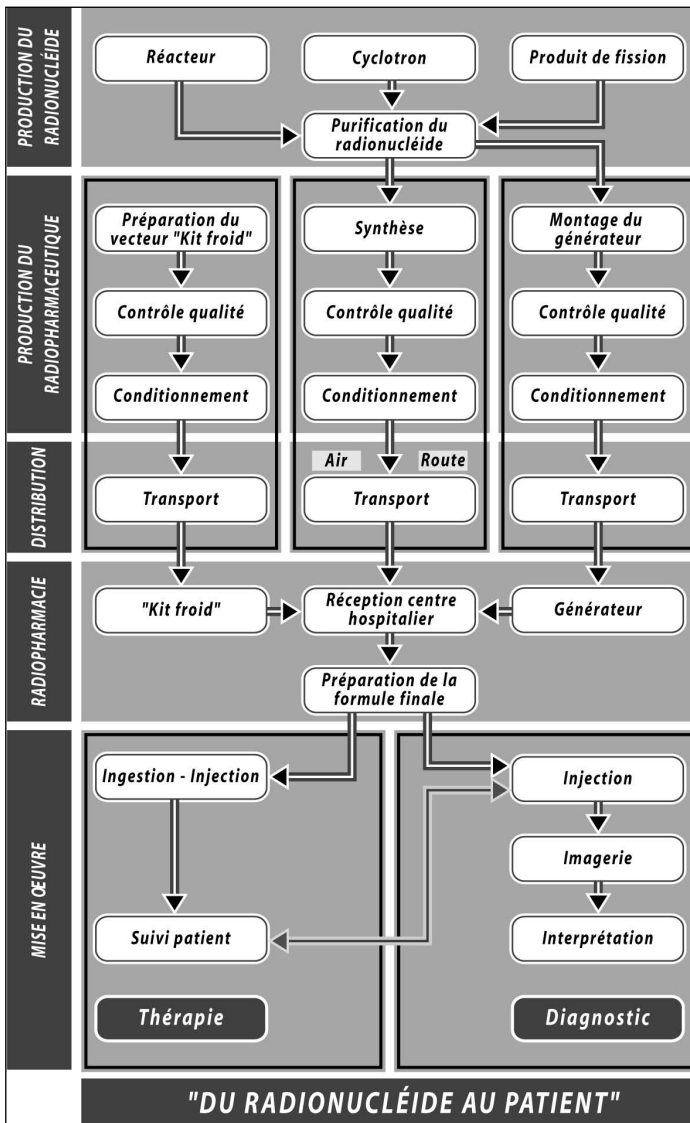 PRODUCTION DU
RADIONUCLÉIDE
Réacteur
Cyclotron
Produit de fission
Purification du
radionucléide
PRODUCTION DU
RADIOPHARMACEUTIQUE
Préparation du
vecteur "Kit froid"
Synthèse
Montage du
générateur
Contrôle qualité
Contrôle qualité
Contrôle qualité
Conditionnement
Conditionnement
Conditionnement
DISTRIBUTION
Air
Route
Transport
Transport
Transport
RADIOPHARMACIE
"Kit froid"
Réception centre
hospitalier
Générateur
Préparation de la
formule finale
MISE EN ŒUVRE
Ingestion - Injection
Injection
Imagerie
Suivi patient
Interprétation
Thérapie
Diagnostic
"DU RADIONUCLÉIDE AU PATIENT"